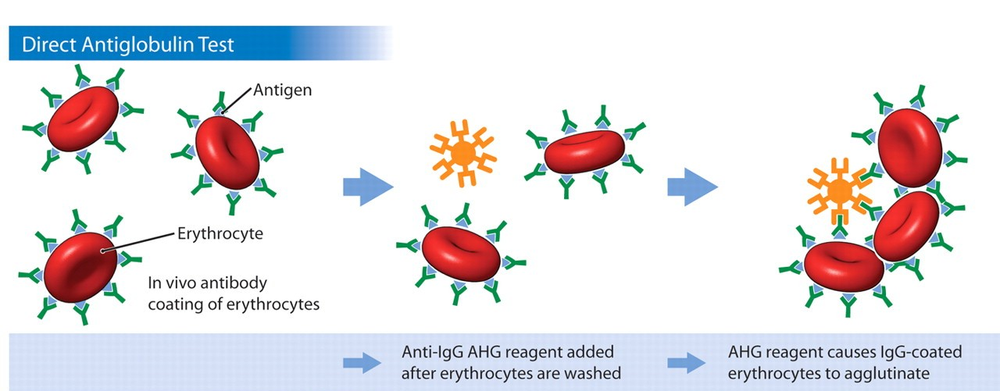 Direct Antiglobulin Test
Antigen
Erythrocyte
In vivo antibody
coating of erythrocytes
Anti-IgG AHG reagent added
after erythrocytes are washed
AHG reagent causes IgG-coated
erythrocytes to agglutinate